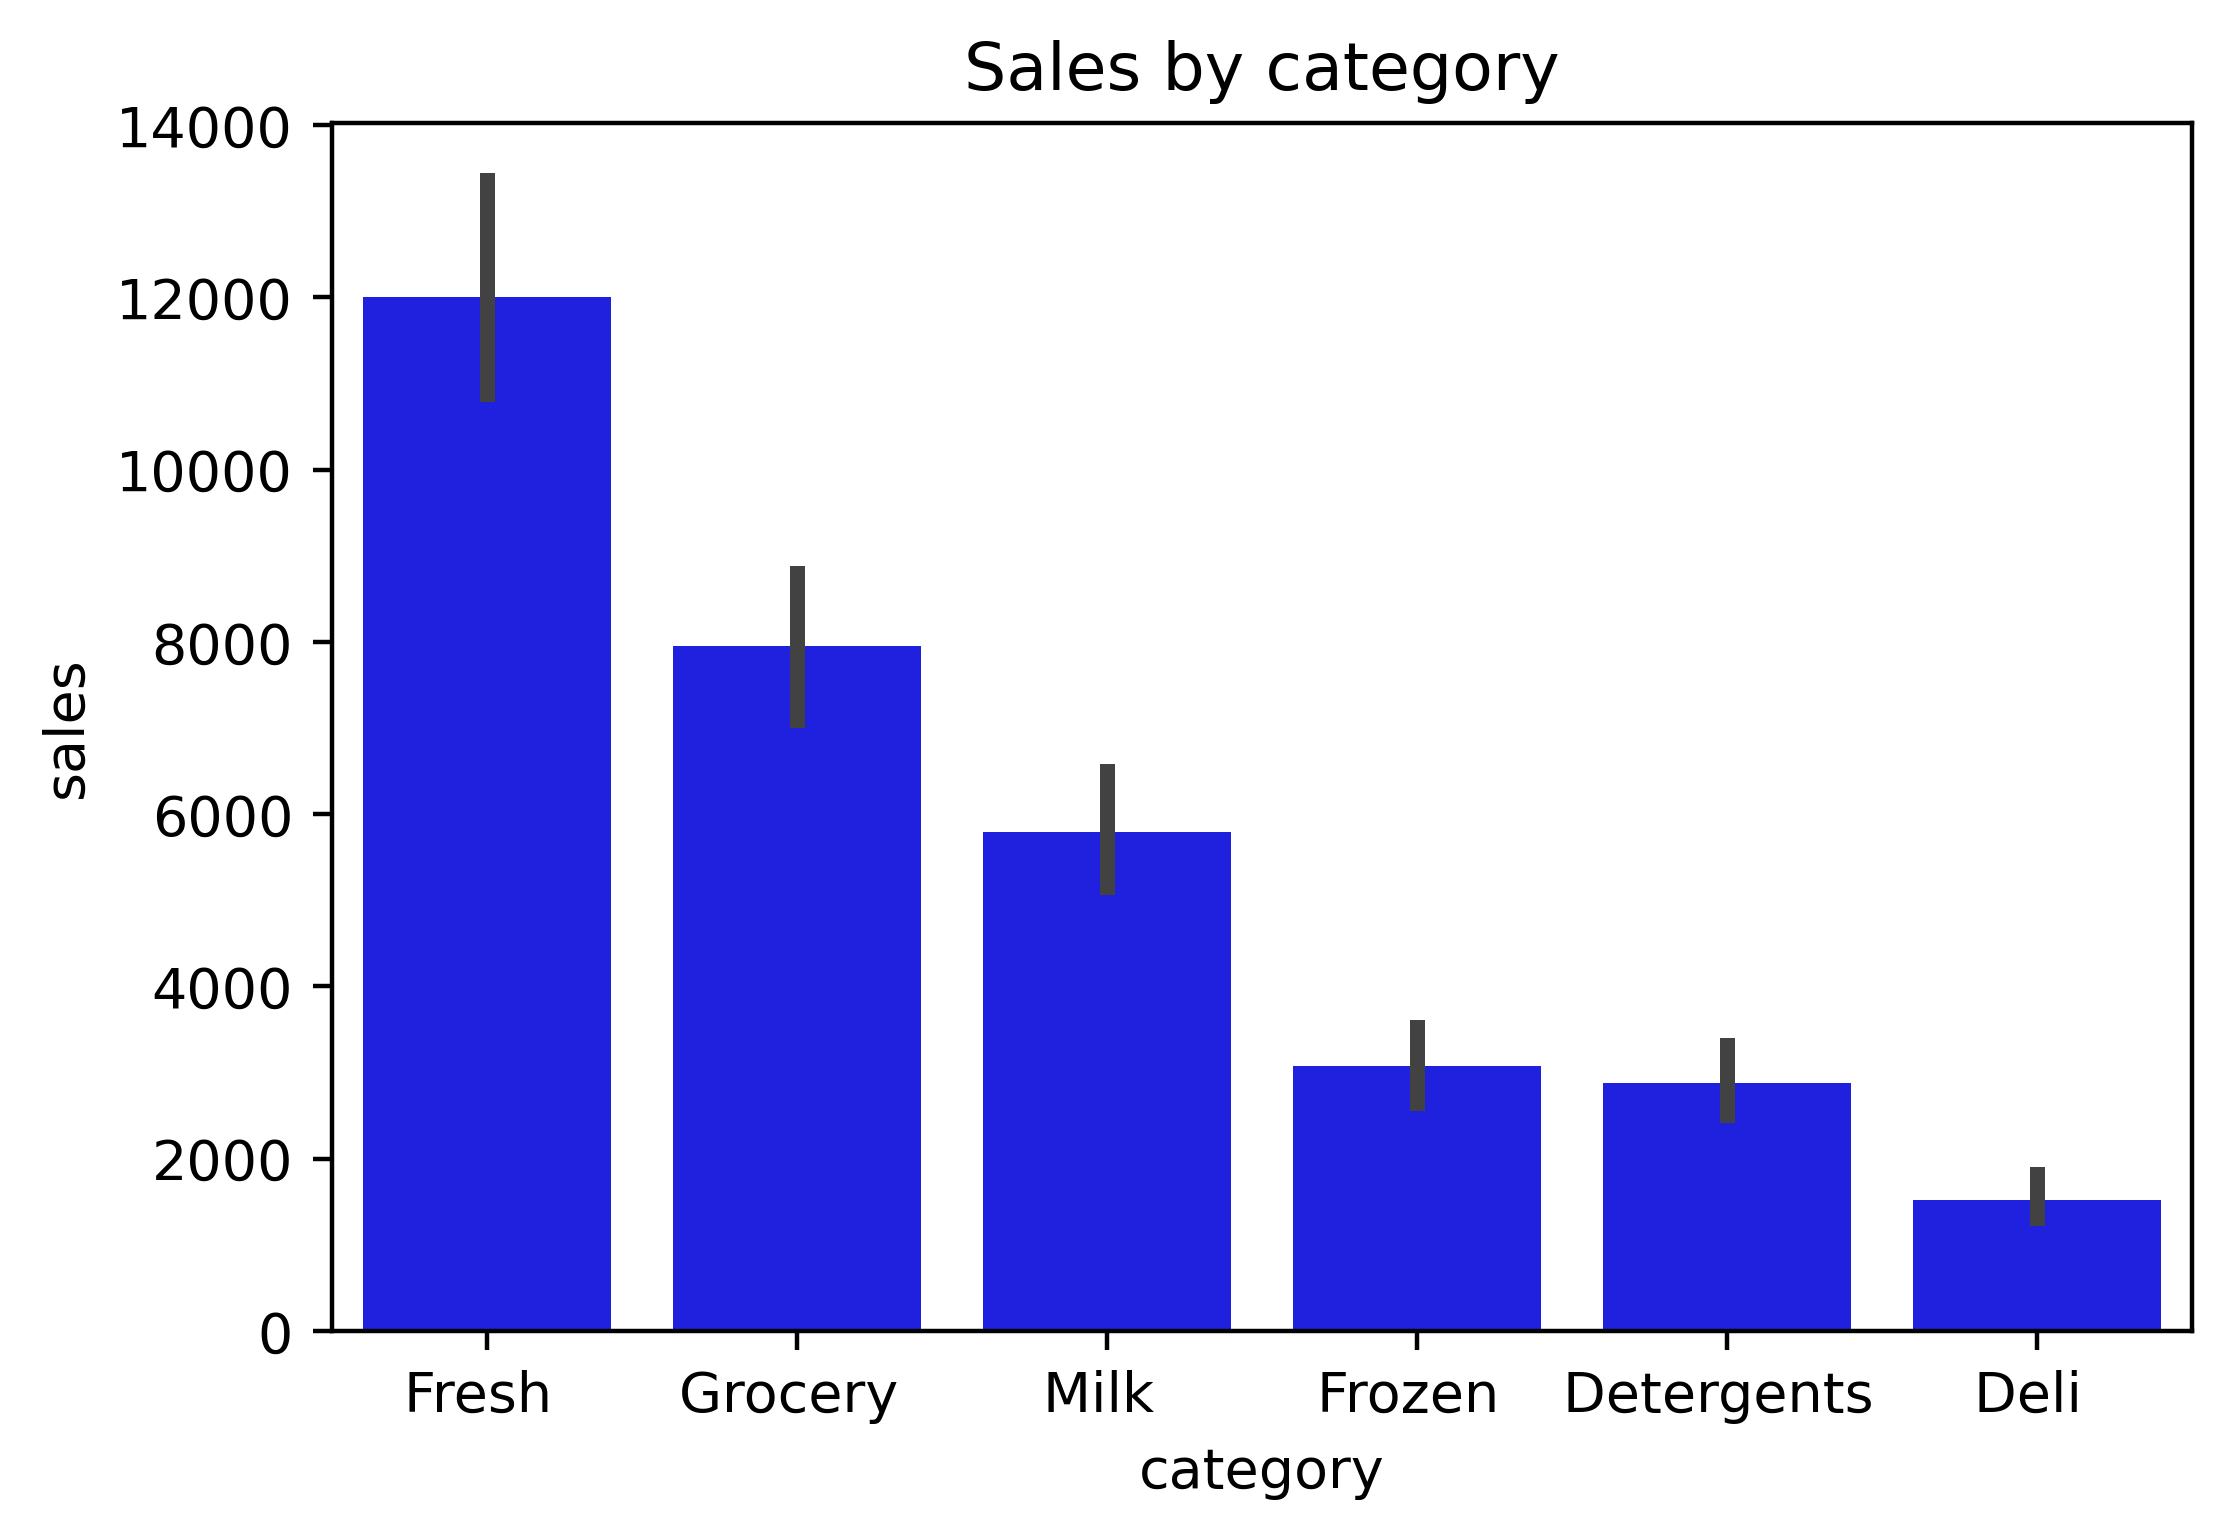 Sales by category
14000
12000
10000
8000
6000
4000
2000
0
sales
Fresh Grocery Milk Frozen Detergents Deli
category